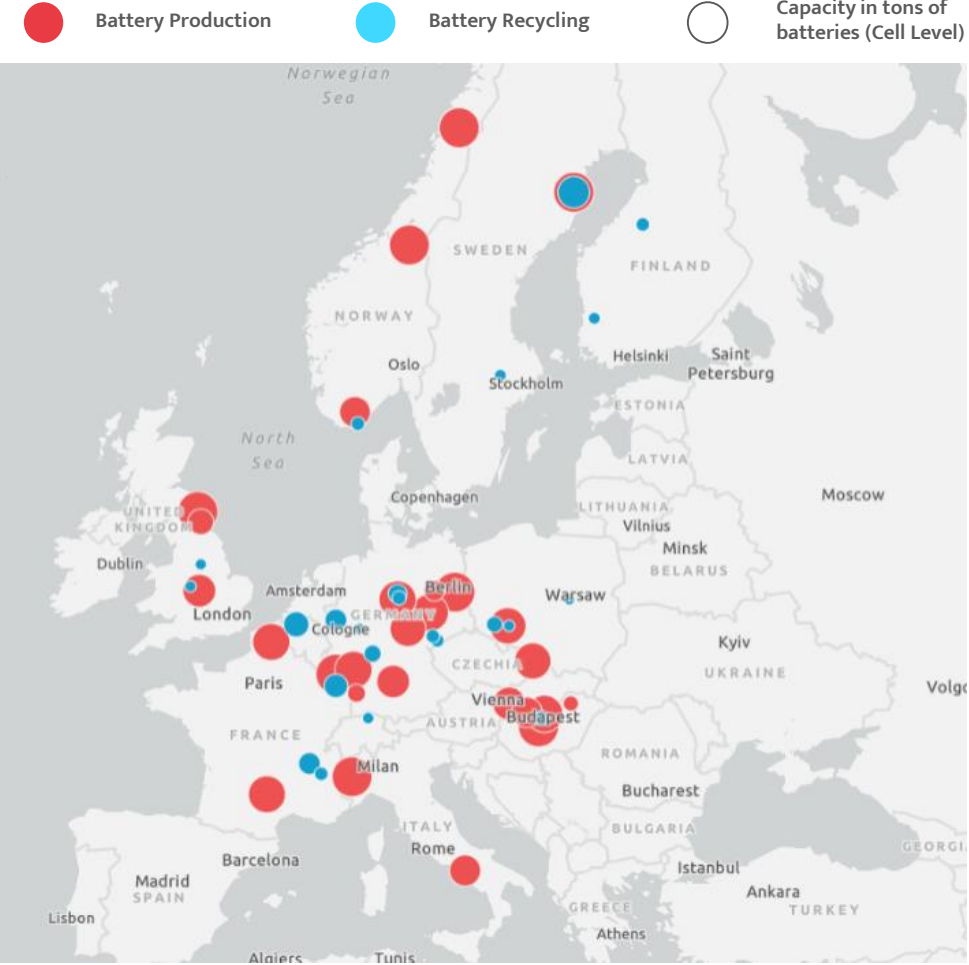 Battery Production
Battery Recycling
Capacity in tons of
batteries (Cell Level)
Norwegian
Sea
SWEDEN
FINLAND
NORWAY
Oslo
Helsinki
Saint
Petersburg
Stockholm
ESTONIA
North
Sea
LATVIA
Copenhagen
Moscow
UNITED
KINGDOM
LITHUANIA
Vilnius
Minsk
BELARUS
Dublin
Amsterdam
Berlin
Warsaw
London
GERMANY
Cologne
Kyiv
UKRAINE
CZECHIA
Paris
Volgo
Vienna
Budapest
AUSTRIA
FRANCE
ROMANIA
Milan
Bucharest
ITALY
BULGARIA
Rome
GEORGI
Barcelona
Istanbul
Madrid
SPAIN
Ankara
TURKEY
GREECE
Lisbon
Athens
Algiers
Tunis